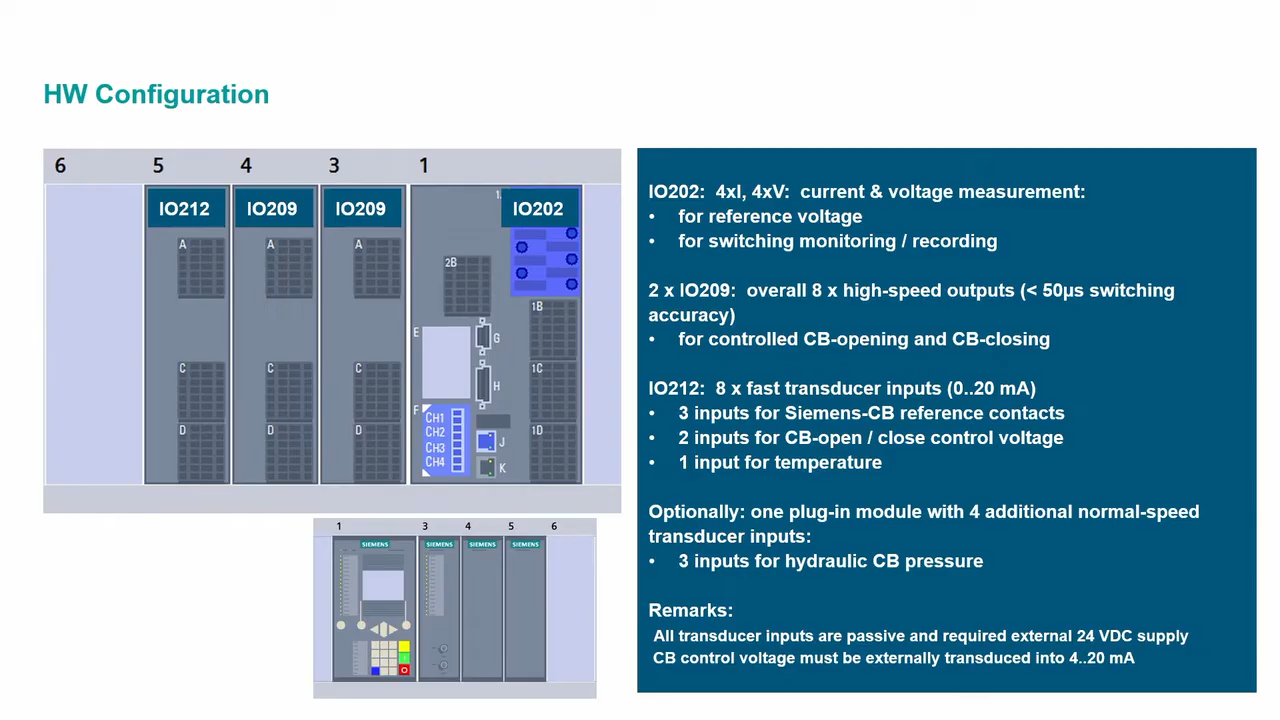 HW Configuration
6 5 4 3 1
IO212 IO209 IO209 IO202
A A A
2B
1B
E
G
H
C C C 1C
F
CH1
CH2
CH3
CH4
J
K
D D D 1D
1 3 4 5 6
SIEMENS SIEMENS SIEMENS SIEMENS
IO202: 4xI, 4xV: current & voltage measurement:
• for reference voltage
• for switching monitoring / recording
2 x IO209: overall 8 x high-speed outputs (< 50µs switching
accuracy)
• for controlled CB-opening and CB-closing
IO212: 8 x fast transducer inputs (0..20 mA)
• 3 inputs for Siemens-CB reference contacts
• 2 inputs for CB-open / close control voltage
• 1 input for temperature
Optionally: one plug-in module with 4 additional normal-speed
transducer inputs:
• 3 inputs for hydraulic CB pressure
Remarks:
All transducer inputs are passive and required external 24 VDC supply
CB control voltage must be externally transduced into 4..20 mA